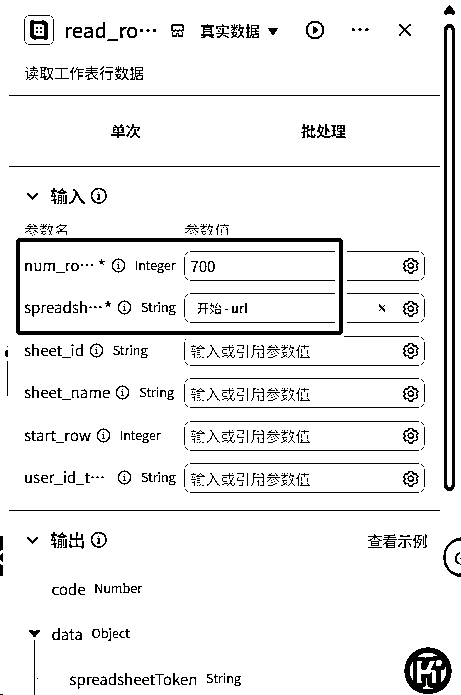 read_ro··· 真实数据 ···
读取工作表行数据
单次 批处理
输入
参数名 参数值
num_ro··· * Integer 700
spreadsh···* String 开始 - url
sheet_id String 输入或引用参数值
sheet_name String 输入或引用参数值
start_row Integer 输入或引用参数值
user_id_t··· String 输入或引用参数值
输出 查看示例
code Number
data Object
spreadsheetToken String